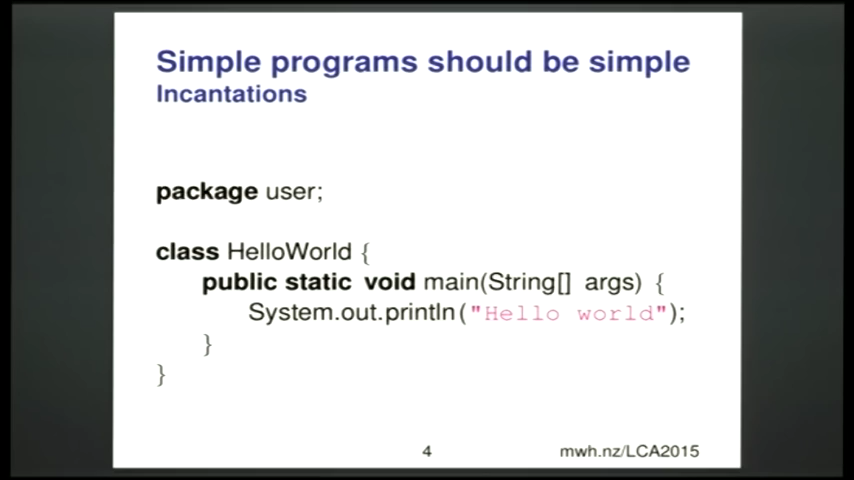 Simple programs should be simple
Incantations
package user;
class HelloWorld {
public static void main(String[] args) {
System.out.println("Hello world");
}
}
4
mwh.nz/LCA2015